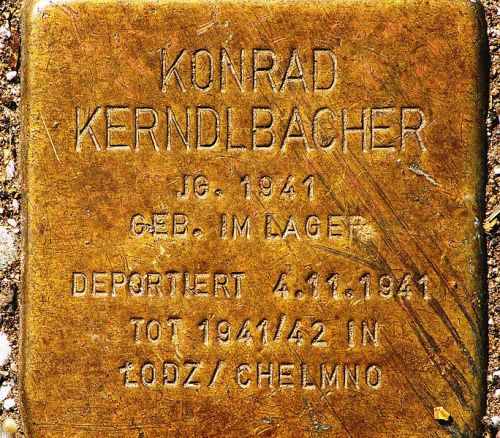 KONRAD
KERNDLBACHER
JG. 1941
GEB. IM LAGER
DEPORTIERT 4.11.1941
TOT 1941/42 IN
ŁODZ/CHELMNO